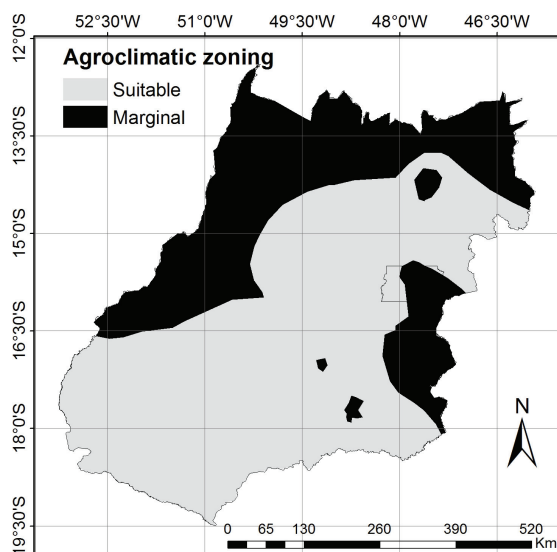 52°30'W 51°0'W 49°30'W 48°0'W 46°30'W
12°0'S
Agroclimatic zoning
Suitable
Marginal
13°30'S
15°0'S
16°30'S
18°0'S
19°30'S
N
0 65 130 260 390 520
Km